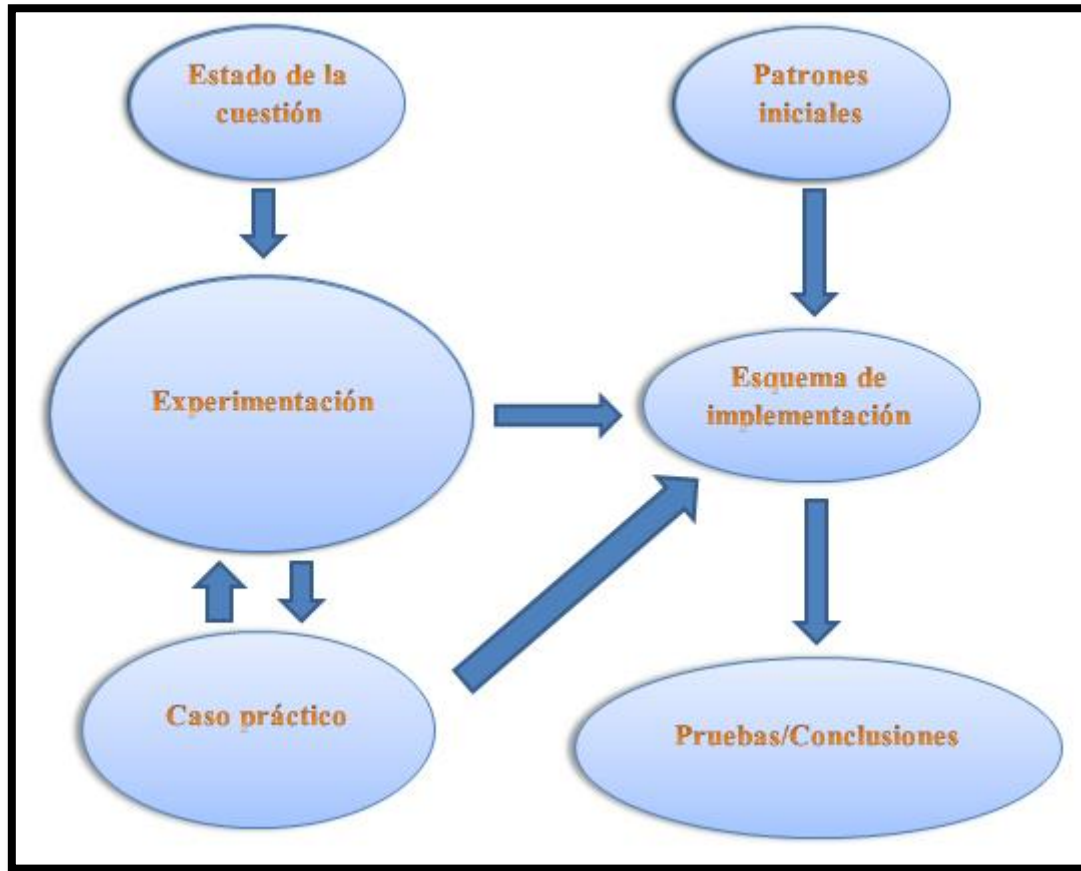 Estado de la
cuestión
Patrones
iniciales
Experimentación
Esquema de
implementación
Caso práctico
Pruebas/Conclusiones